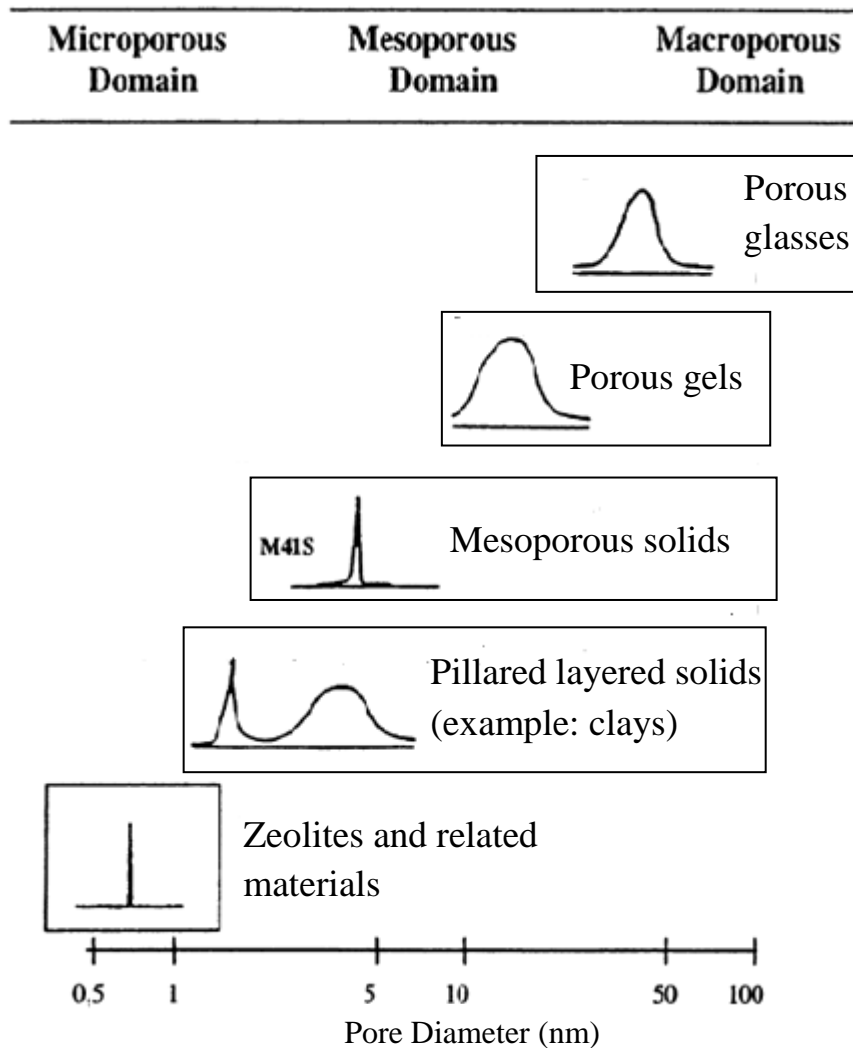 Microporous Mesoporous Macroporous
Domain Domain Domain
Porous
glasses
Porous gels
M41S Mesoporous solids
Pillared layered solids
(example: clays)
Zeolites and related
materials
0.5 1 5 10 50 100
Pore Diameter (nm)